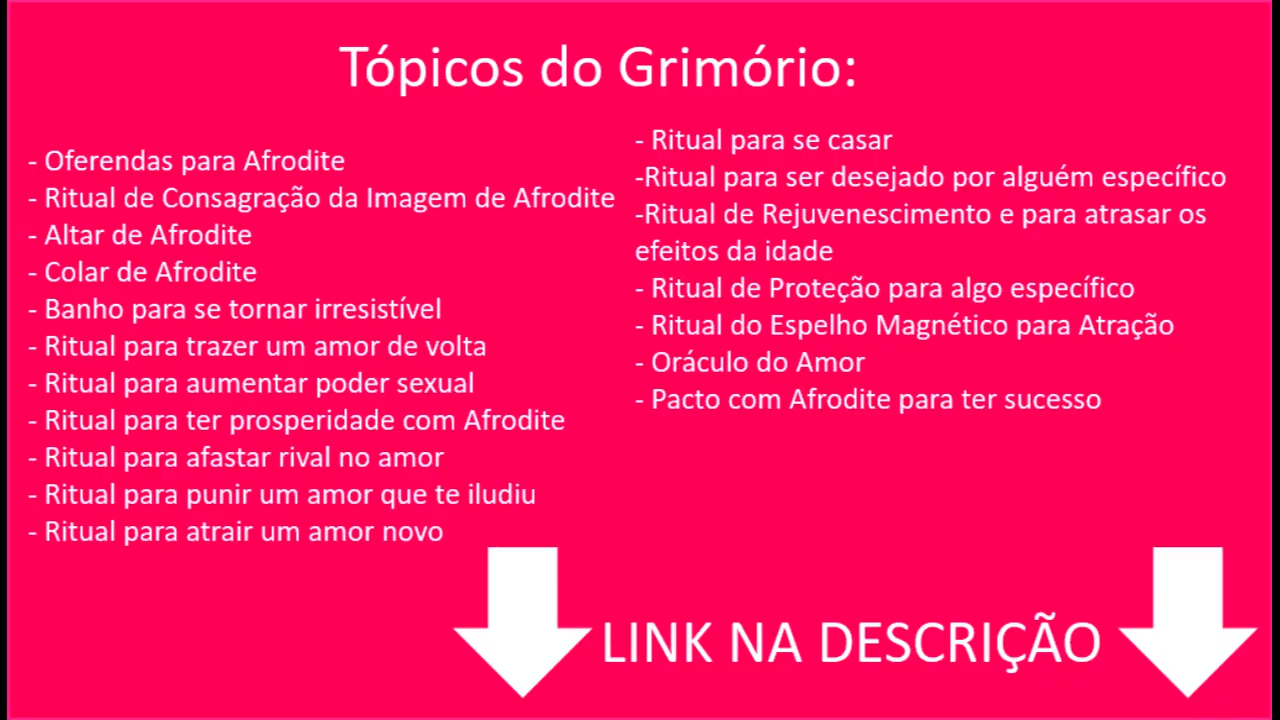 Tópicos do Grimório:
- Oferendas para Afrodite
- Ritual de Consagração da Imagem de Afrodite
- Altar de Afrodite
- Colar de Afrodite
- Banho para se tornar irresistível
- Ritual para trazer um amor de volta
- Ritual para aumentar poder sexual
- Ritual para ter prosperidade com Afrodite
- Ritual para afastar rival no amor
- Ritual para punir um amor que te iludiu
- Ritual para atrair um amor novo
- Ritual para se casar
-Ritual para ser desejado por alguém específico
-Ritual de Rejuvenescimento e para atrasar os
efeitos da idade
- Ritual de Proteção para algo específico
- Ritual do Espelho Magnético para Atração
- Oráculo do Amor
- Pacto com Afrodite para ter sucesso
LINK NA DESCRIÇÃO